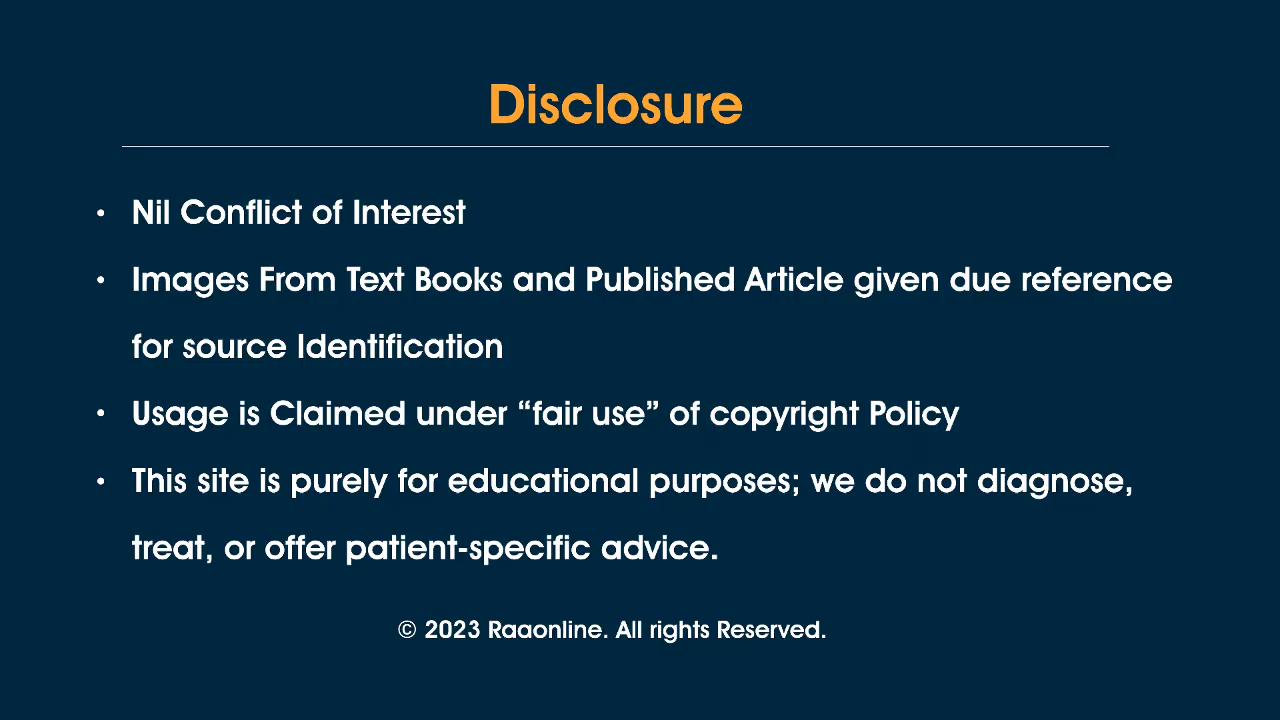 Disclosure
• Nil Conflict of Interest
• Images From Text Books and Published Article given due reference
for source Identification
• Usage is Claimed under “fair use” of copyright Policy
• This site is purely for educational purposes; we do not diagnose,
treat, or offer patient-specific advice.
© 2023 Raaonline. All rights Reserved.